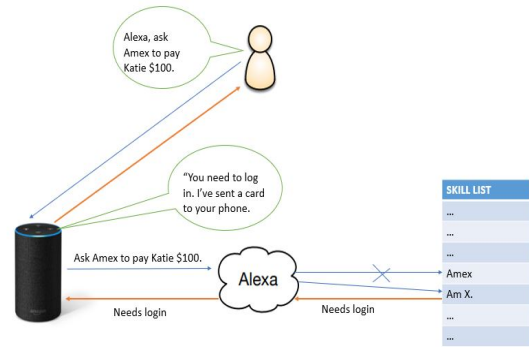 Alexa, ask
Amex to pay
Katie $100.
"You need to log
in. I've sent a card
to your phone.
SKILL LIST
...
...
...
Amex
Am X.
...
...
Ask Amex to pay Katie $100.
Alexa
Needs login
Needs login